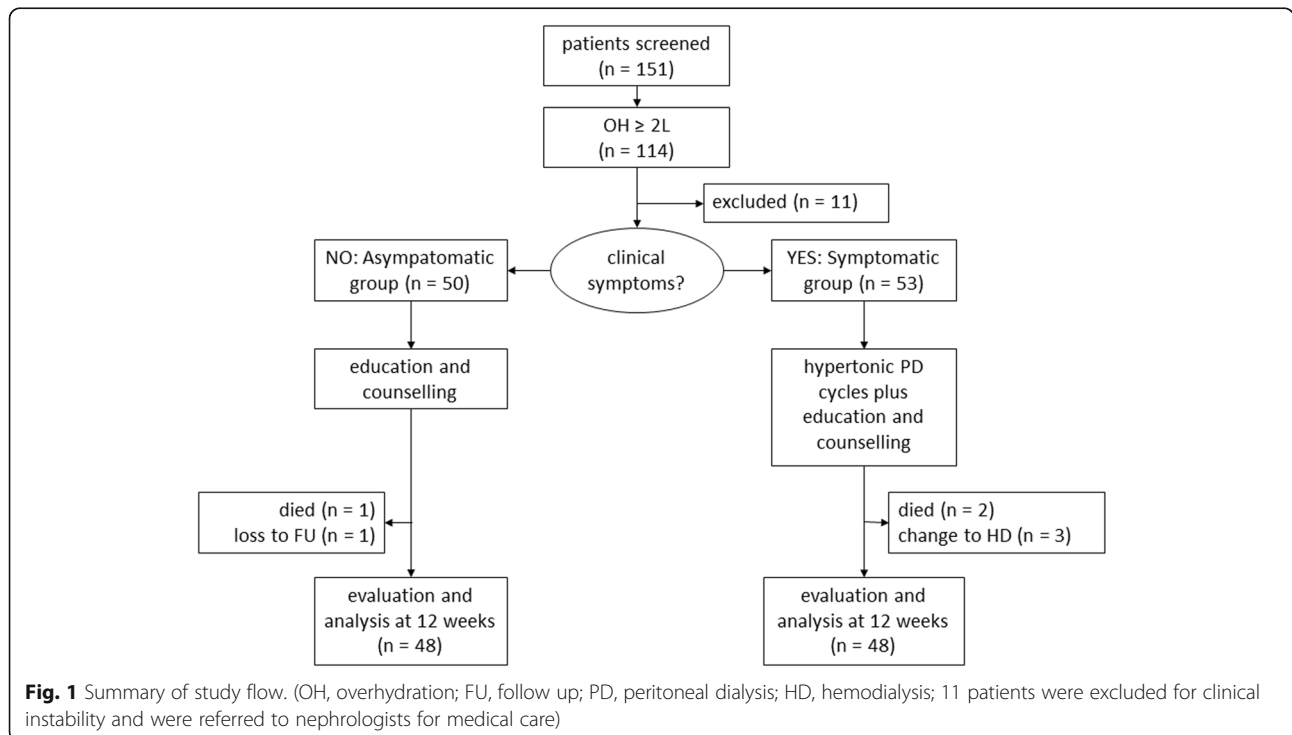 patients screened
(n = 151)
OH ≥ 2L
(n = 114)
excluded (n = 11)
clinical
symptoms?
NO: Asympatomatic
group (n = 50)
YES: Symptomatic
group (n = 53)
education and
counselling
hypertonic PD
cycles plus
education and
counselling
died (n = 1)
loss to FU (n = 1)
died (n = 2)
change to HD (n = 3)
evaluation and
analysis at 12 weeks
(n = 48)
evaluation and
analysis at 12 weeks
(n = 48)
Fig. 1 Summary of study flow. (OH, overhydration; FU, follow up; PD, peritoneal dialysis; HD, hemodialysis; 11 patients were excluded for clinical
instability and were referred to nephrologists for medical care)